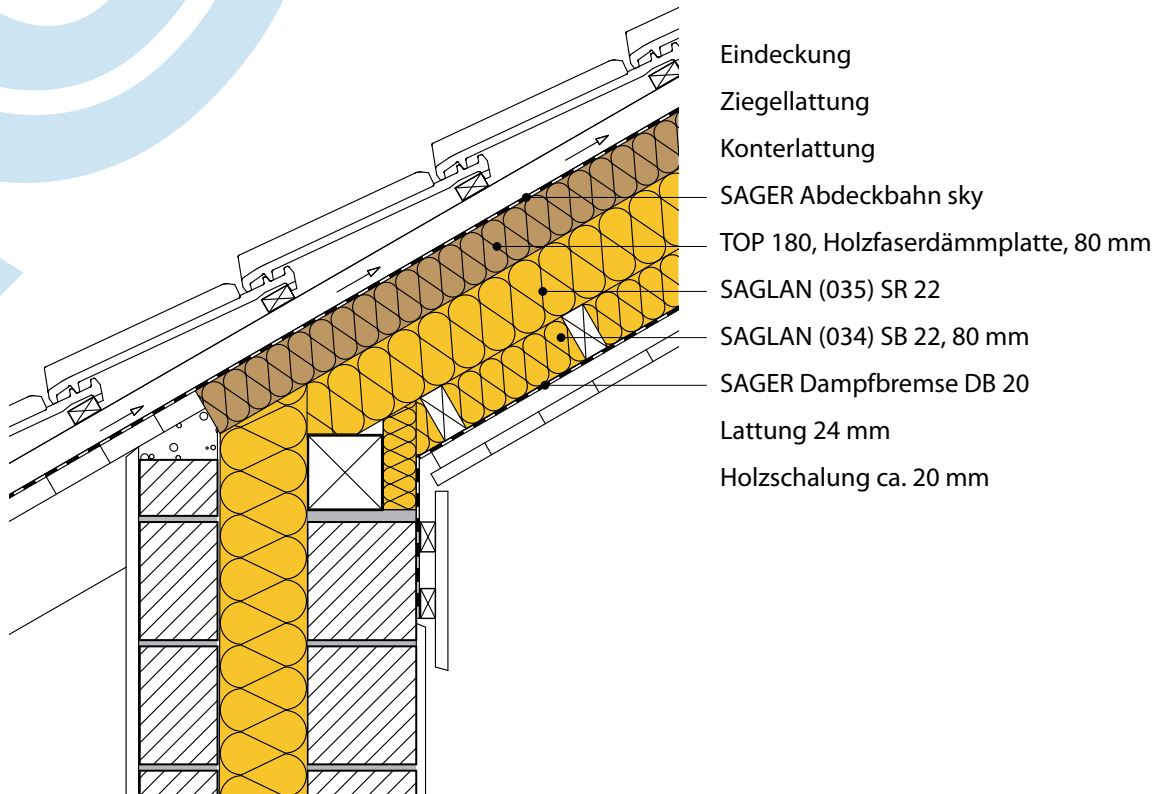 Eindeckung
Ziegellattung
Konterlattung
SAGER Abdeckbahn sky
TOP 180, Holzfaserdämmplatte, 80 mm
SAGLAN (035) SR 22
SAGLAN (034) SB 22, 80 mm
SAGER Dampfbremse DB 20
Lattung 24 mm
Holzschalung ca. 20 mm